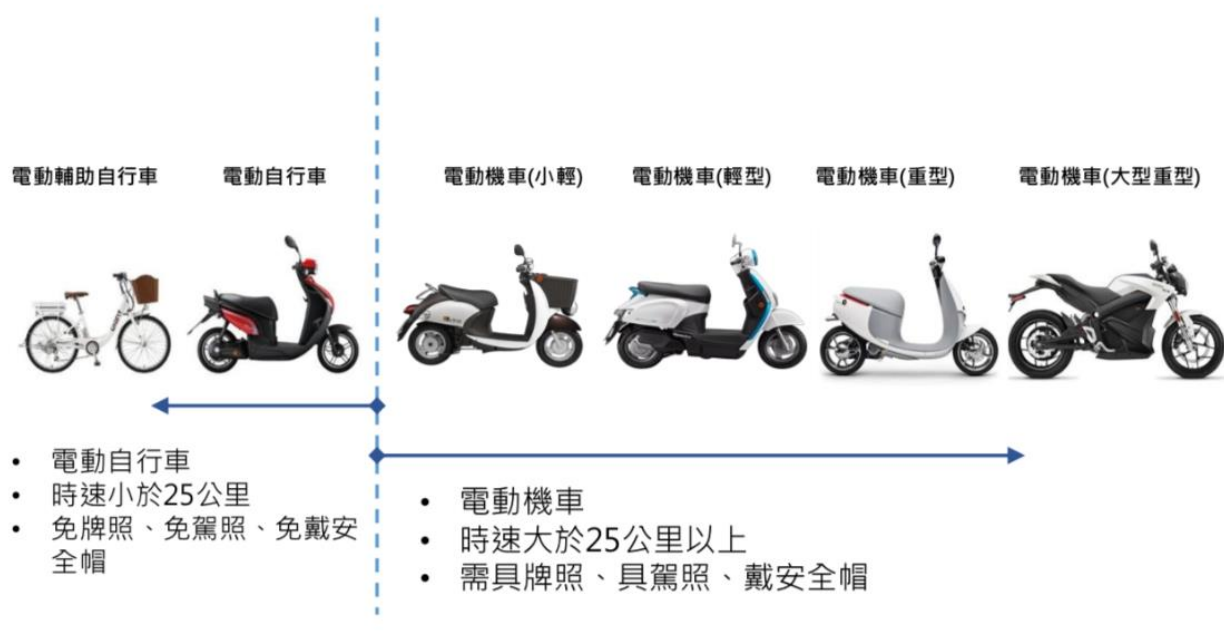 電動輔助自行車
電動自行車
電動機車(小輕)
電動機車(輕型)
電動機車(重型)
電動機車(大型重型)
• 電動自行車
• 時速小於25公里
• 免牌照、免駕照、免戴安
全帽
• 電動機車
• 時速大於25公里以上
• 需具牌照、具駕照、戴安全帽